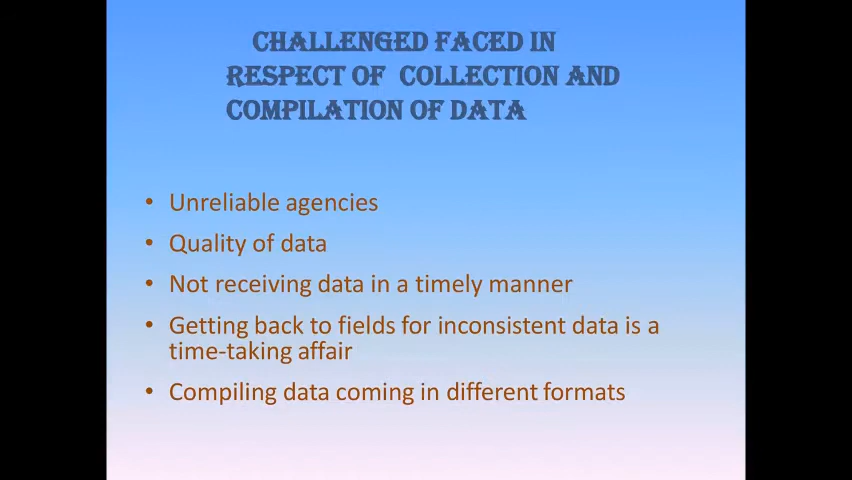 CHALLENGED FACED IN
RESPECT OF COLLECTION AND
COMPILATION OF DATA
• Unreliable agencies
• Quality of data
• Not receiving data in a timely manner
• Getting back to fields for inconsistent data is a
time-taking affair
• Compiling data coming in different formats